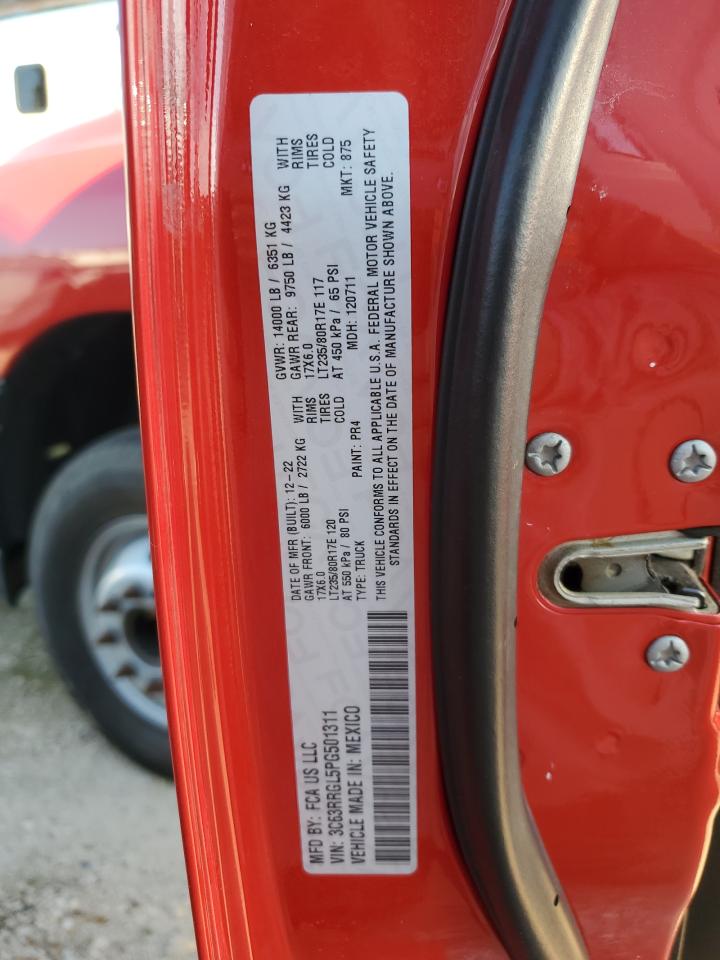 MFD BY: FCA US LLC
VIN: 3C63RRGL5PG501311
VEHICLE MADE IN: MEXICO
DATE OF MFR (BUILT): 12-22 GVWR: 14000 LB / 6351 KG
GAWR FRONT: 6000 LB / 2722 KG WITH GAWR REAR: 9750 LB / 4423 KG WITH
17X6.0 RIMS 17X6.0 RIMS
LT235/80R17E 120 TIRES LT235/80R17E 117 TIRES
AT 550 kPa / 80 PSI COLD AT 450 kPa / 65 PSI COLD
TYPE: TRUCK PAINT: PR4 MDH: 120711 MKT: 875
THIS VEHICLE CONFORMS TO ALL APPLICABLE U.S.A. FEDERAL MOTOR VEHICLE SAFETY
STANDARDS IN EFFECT ON THE DATE OF MANUFACTURE SHOWN ABOVE.